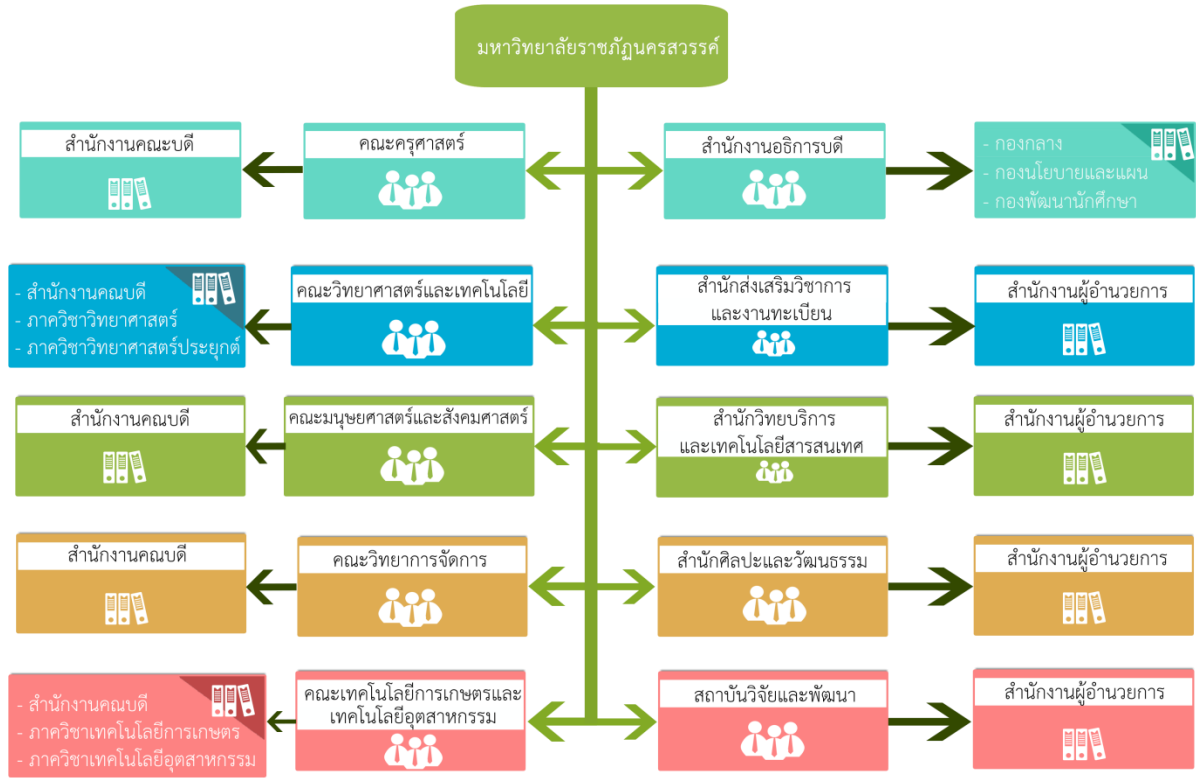 มหาวิทยาลัยราชภัฏนครสวรรค์
สำนักงานคณะบดี
คณะครุศาสตร์
สำนักงานอธิการบดี
- กองกลาง
- กองนโยบายและแผน
- กองพัฒนานักศึกษา
- สำนักงานคณบดี
- ภาควิชาวิทยาศาสตร์
- ภาควิชาวิทยาศาสตร์ประยุกต์
คณะวิทยาศาสตร์และเทคโนโลยี
สำนักส่งเสริมวิชาการ
และงานทะเบียน
สำนักงานผู้อำนวยการ
สำนักงานคณบดี
คณะมนุษยศาสตร์และสังคมศาสตร์
สำนักวิทยบริการ
และเทคโนโลยีสารสนเทศ
สำนักงานผู้อำนวยการ
สำนักงานคณบดี
คณะวิทยาการจัดการ
สำนักศิลปะและวัฒนธรรม
สำนักงานผู้อำนวยการ
- สำนักงานคณบดี
- ภาควิชาเทคโนโลยีการเกษตร
- ภาควิชาเทคโนโลยีอุตสาหกรรม
คณะเทคโนโลยีการเกษตรและ
เทคโนโลยีอุตสาหกรรม
สถาบันวิจัยและพัฒนา
สำนักงานผู้อำนวยการ